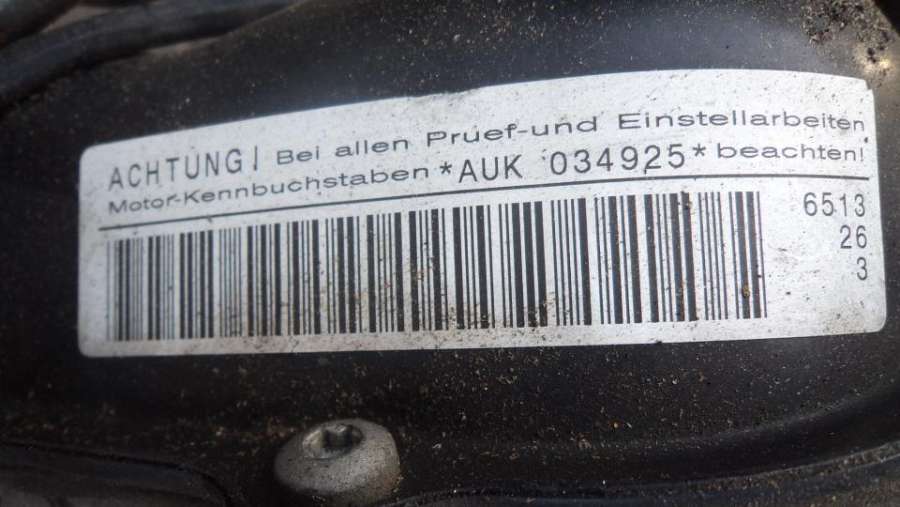 ACHTUNG! Bei allen Pruef-und Einstellarbeiten
Motor-Kennbuchstaben *AUK 034925* beachten!
6513
26
3